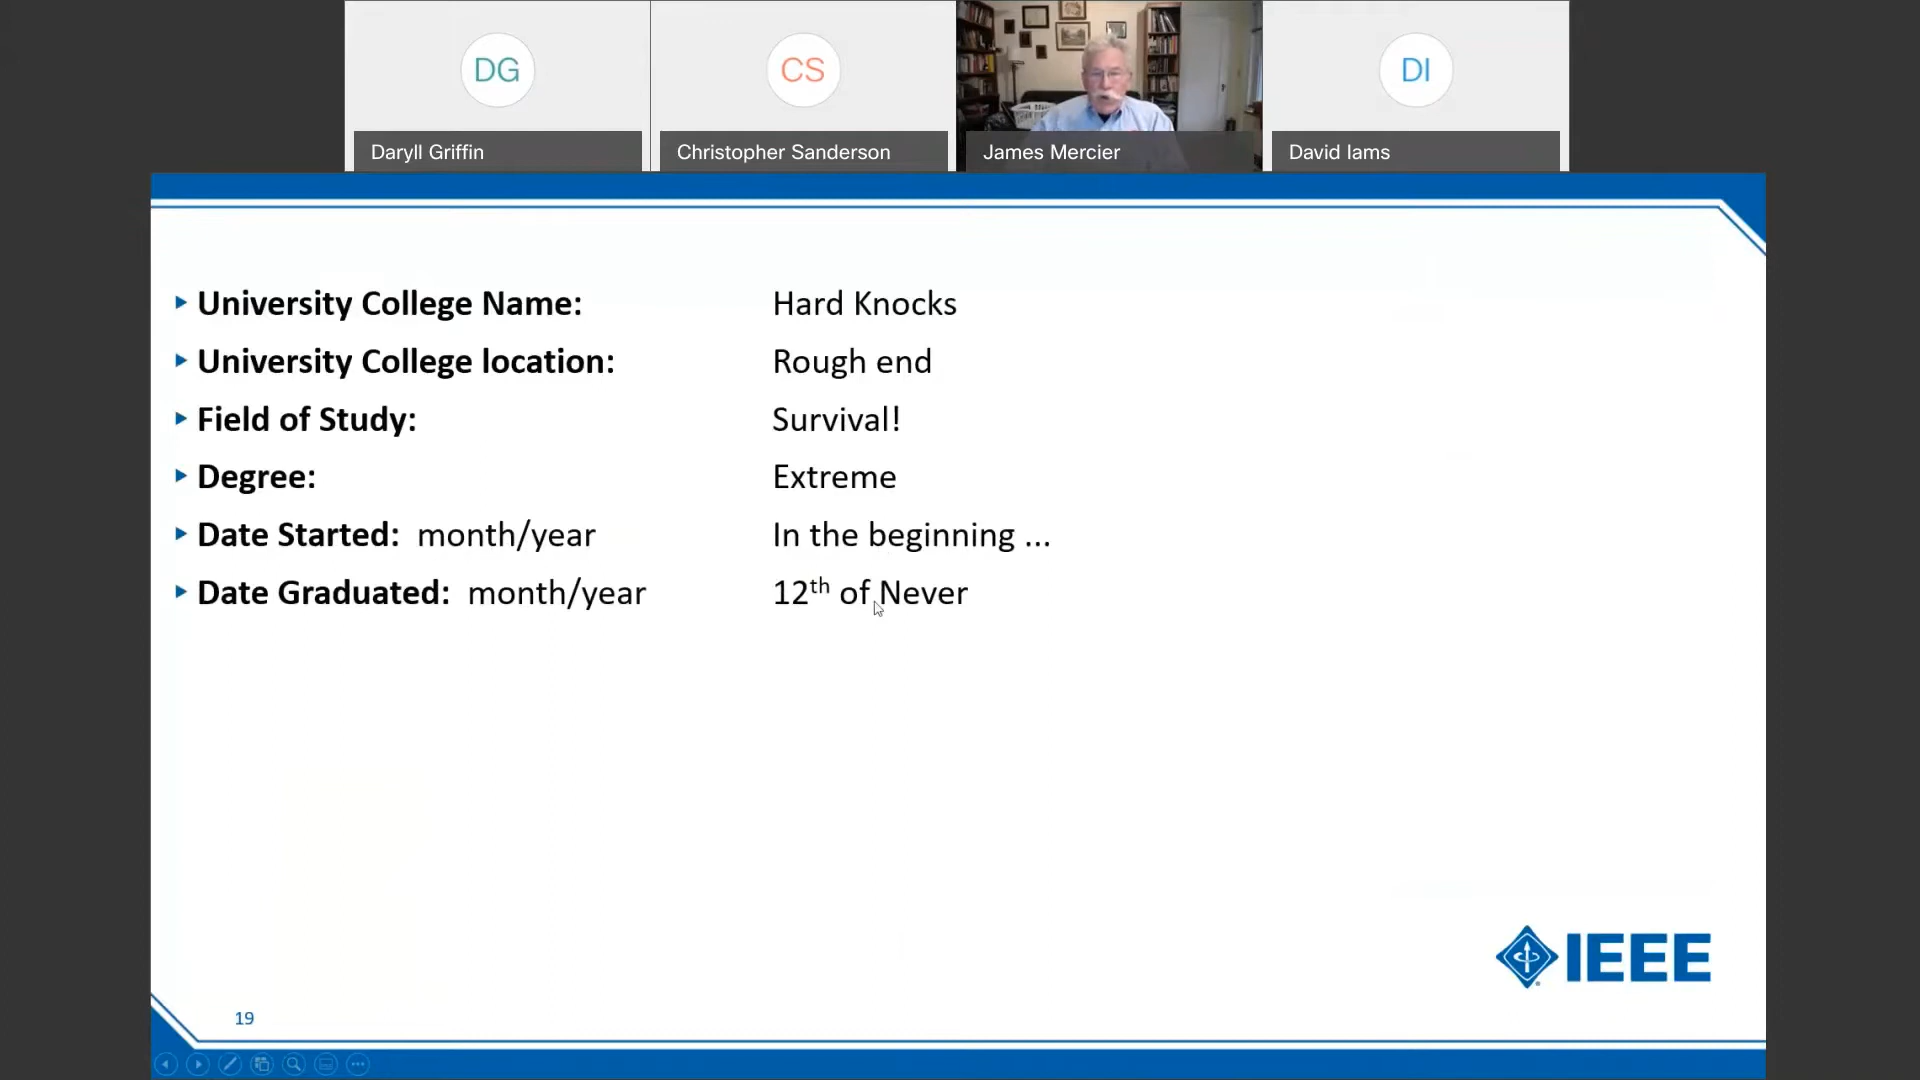 DG
CS
DI
Daryll Griffin
Christopher Sanderson
James Mercier
David Iams
University College Name: Hard Knocks
University College location: Rough end
Field of Study: Survival!
Degree: Extreme
Date Started: month/year In the beginning ...
Date Graduated: month/year 12th of Never
IEEE
19